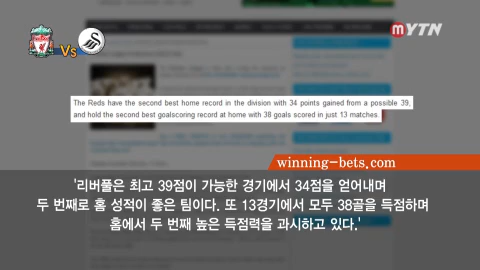 Vs
mYTN
The Reds have the second best home record in the division with 34 points gained from a possible 39,
and hold the second best goalscoring record at home with 38 goals scored in just 13 matches.
winning-bets.com
'리버풀은 최고 39점이 가능한 경기에서 34점을 얻어내며
두 번째로 홈 성적이 좋은 팀이다. 또 13경기에서 모두 38골을 득점하며
홈에서 두 번째 높은 득점력을 과시하고 있다.'